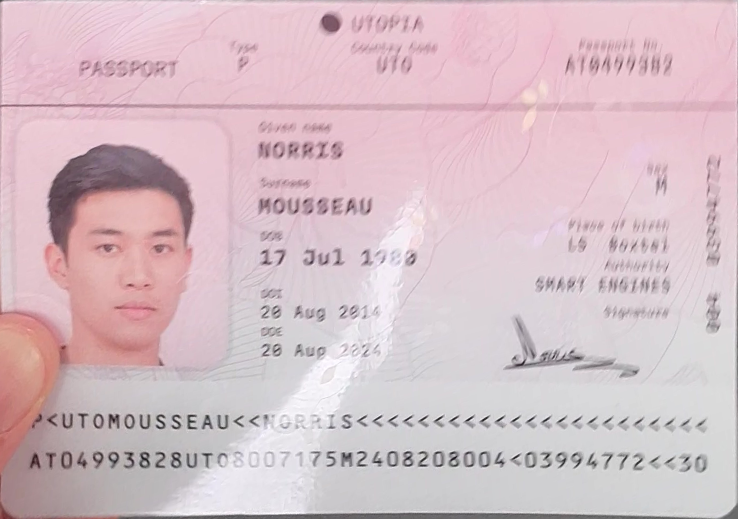 UTOPIA
PASSPORT
Type
P
Country Code
UTO
Passport No.
AT0499382
Given name
NORRIS
Surname
MOUSSEAU
DOB
17 Jul 1980
DOI
20 Aug 2014
DOE
20 Aug 2024
Sex
M
Place of birth
LS Boxtel
Authority
SMART ENGINES
Signature
P<UTOMOUSSEAU<<NORRIS<<<<<<<<<<<<<<<<<<<<<<<
AT04993828UTO8007175M2408208004<03994772<<30